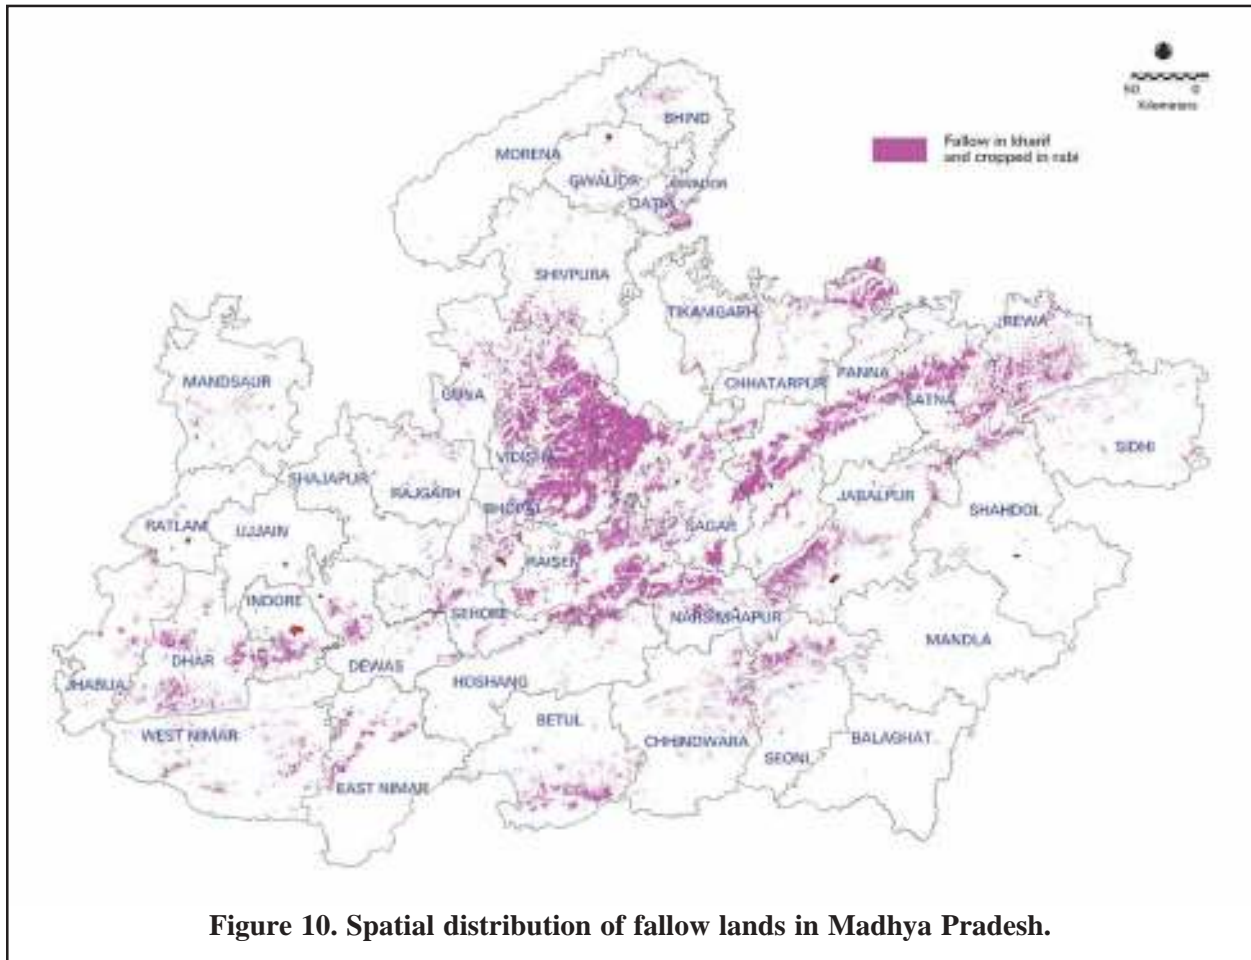 50 0
Kilometers
Fallow in kharif
and cropped in rabi
BHIND
MORENA
GWALIOR
DATIA
SHIVPURA
TIKAMGARH
REWA
MANDSAUR
GUNA
CHHATARPUR
PANNA
SATNA
SIDHI
VIDISHA
SHAJAPUR
RAJGARH
BHOPAL
JABALPUR
SHAHDOL
RATLAM
UJJAIN
SAGAR
RAISEN
INDORE
SEHORE
NARSIMHAPUR
MANDLA
DHAR
DEWAS
JHABUA
HOSHANG
BETUL
WEST NIMAR
CHHINDWARA
SEONI
BALAGHAT
EAST NIMAR
Figure 10. Spatial distribution of fallow lands in Madhya Pradesh.